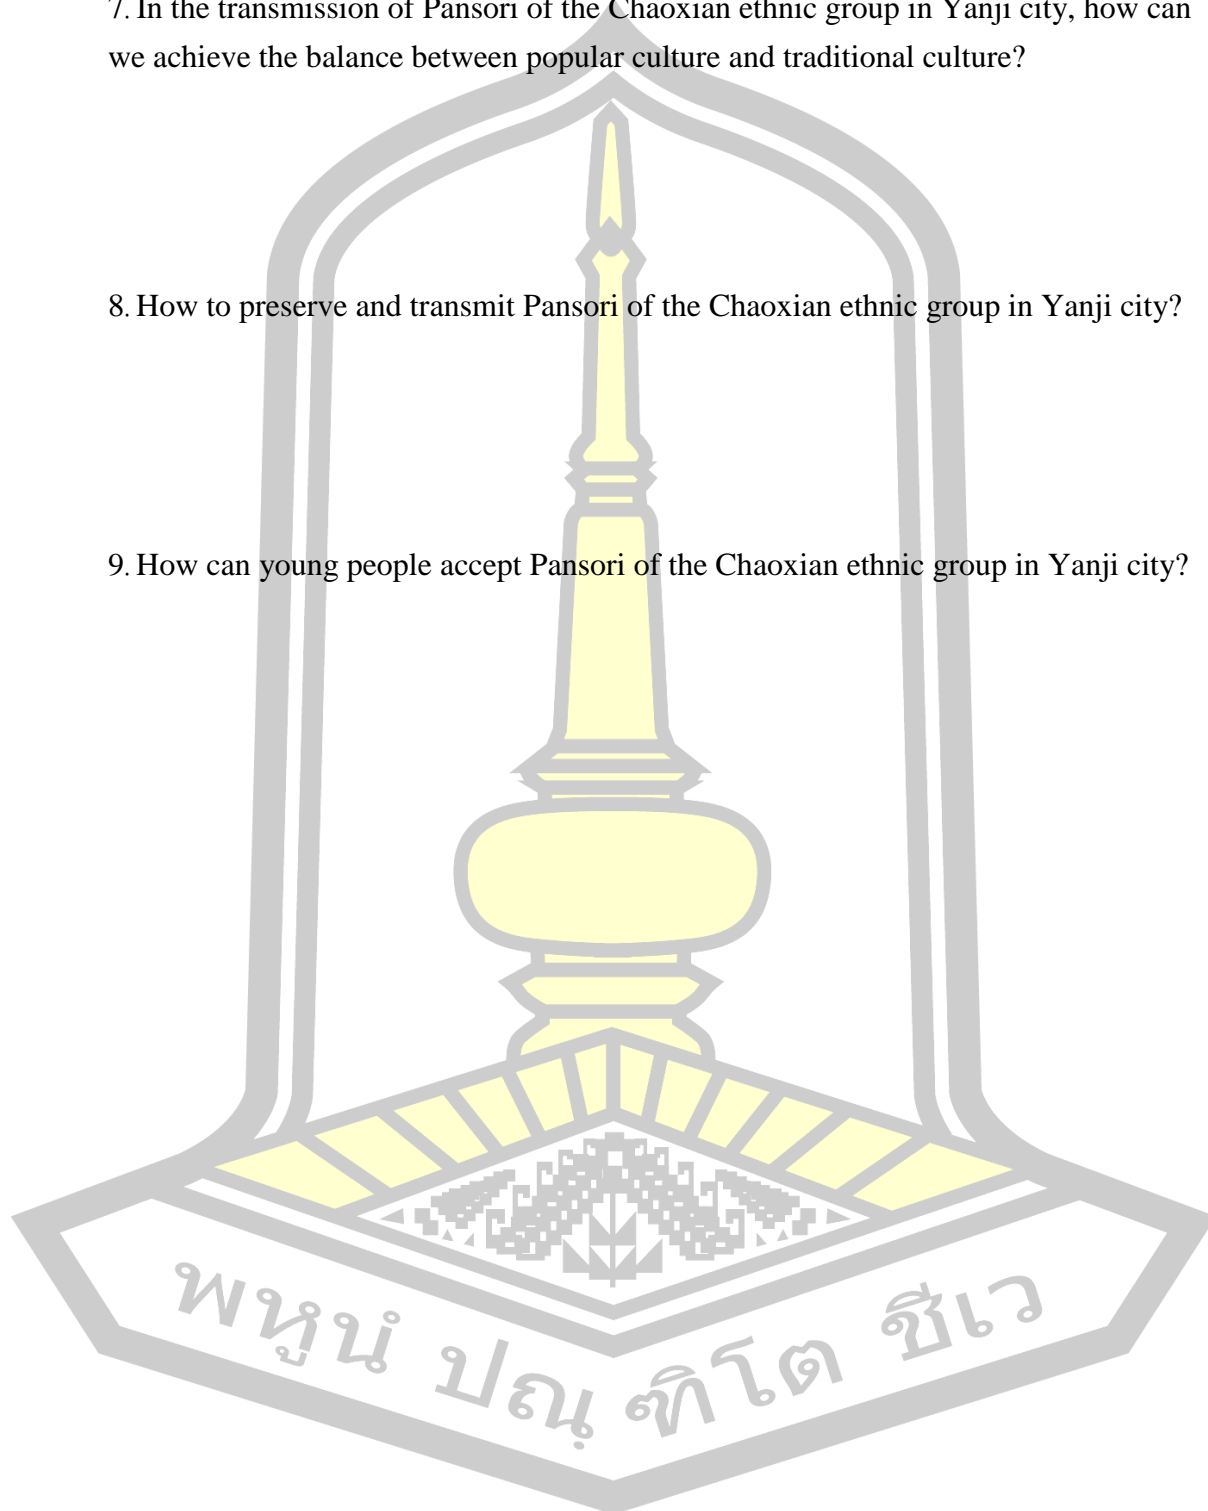 7. In the transmission of Pansori of the Chaoxian ethnic group in Yanji city, how can
we achieve the balance between popular culture and traditional culture?
8. How to preserve and transmit Pansori of the Chaoxian ethnic group in Yanji city?
9. How can young people accept Pansori of the Chaoxian ethnic group in Yanji city?
พหูนํ ปณฺฑิโต ชีเว